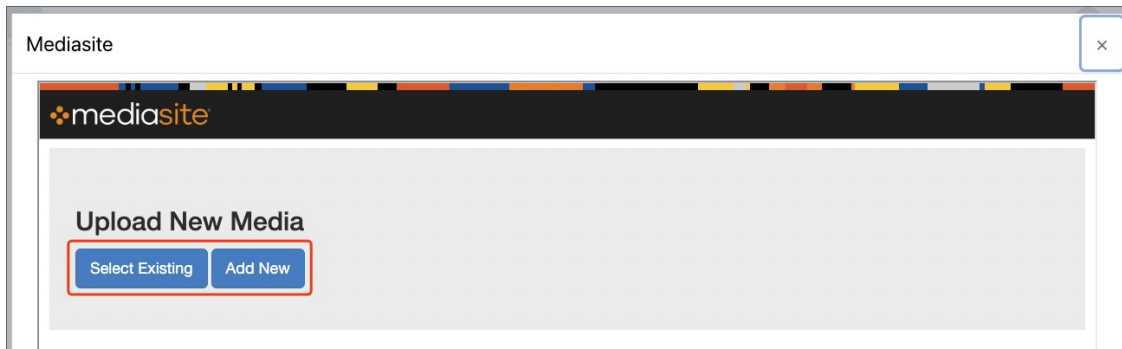 Mediasite
×
mediasite
Upload New Media
Select Existing Add New